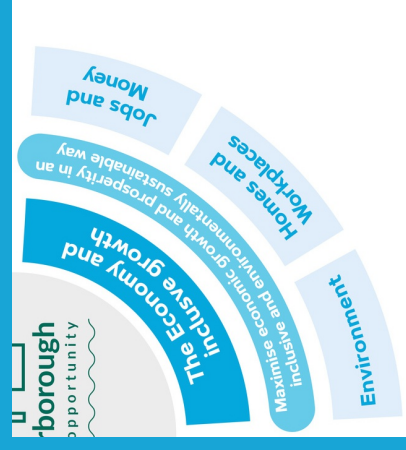 Jobs and
Money
Homes and
Workplaces
Environment
Maximise economic growth and prosperity in an
inclusive and environmentally sustainable way
The Economy and
inclusve growth
rborough
opportunity